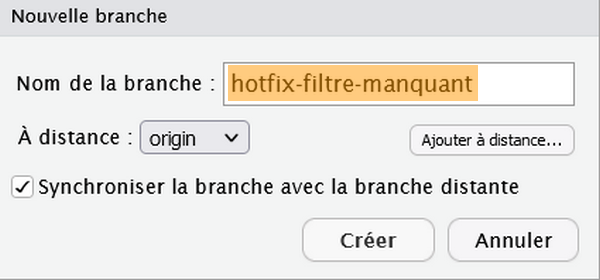 Nouvelle branche
Nom de la branche : hotfix-filtre-manquant
À distance : origin Ajouter à distance...
Synchroniser la branche avec la branche distante
Créer Annuler